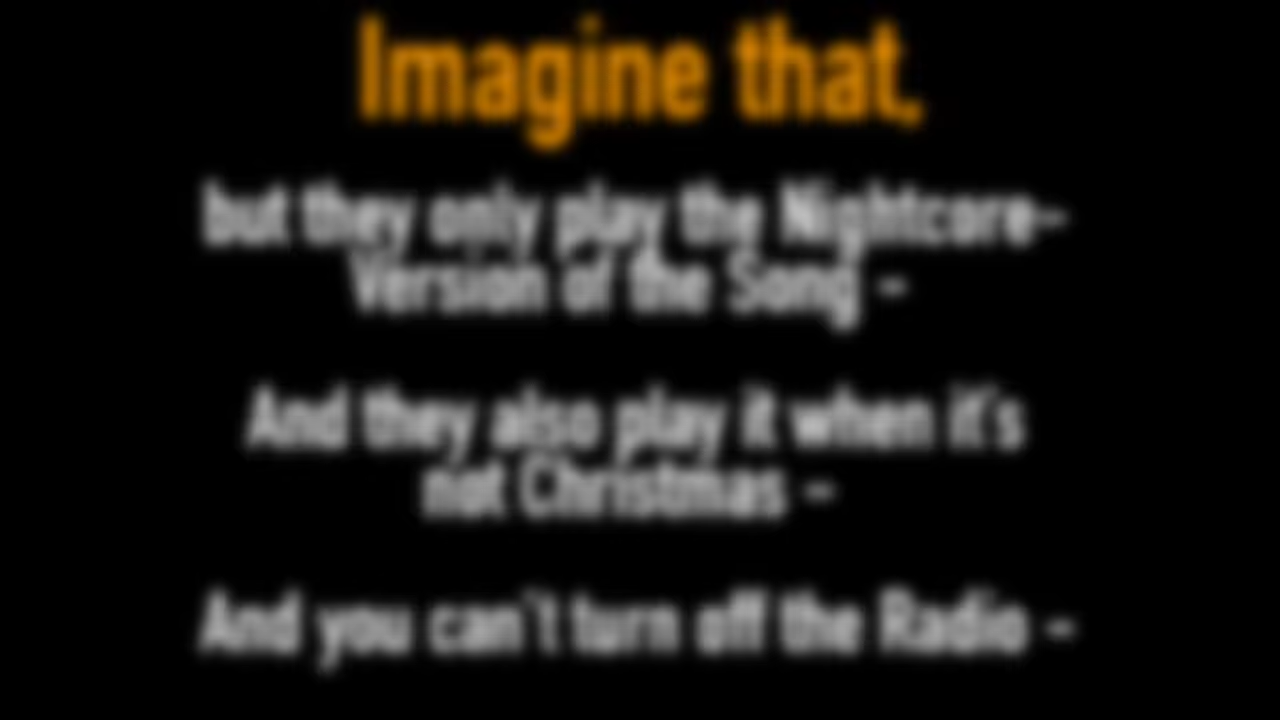 Imagine that,
but they only play the Nightcore-
Version of the Song -
And they also play it when it's
not Christmas -
And you can't turn off the Radio -